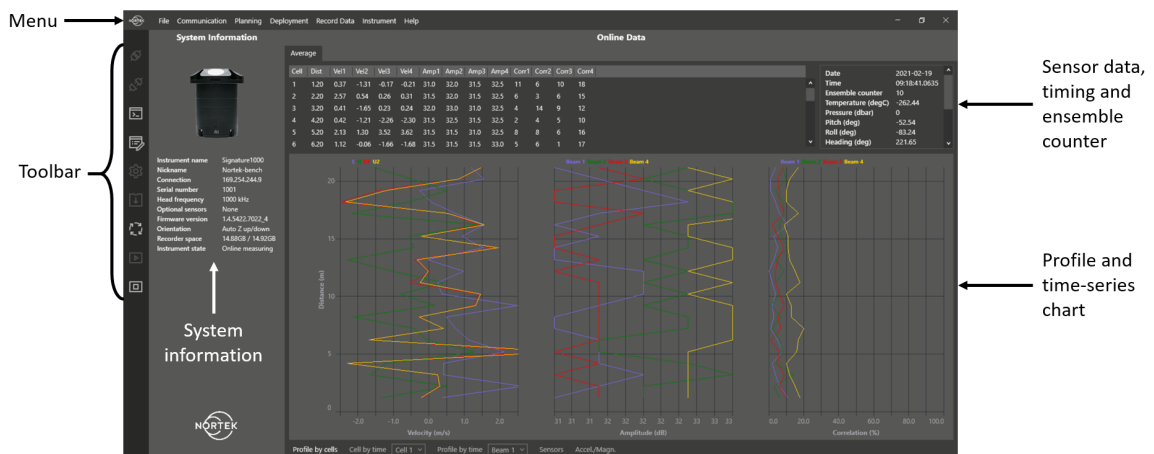 Menu
NORTEK
File Communication Planning Deployment Record Data Instrument Help
System Information
Online Data
Average
Cell Dist Vel1 Vel2 Vel3 Vel4 Amp1 Amp2 Amp3 Amp4 Corr1 Corr2 Corr3 Corr4
1 1.20 0.37 -1.31 -0.17 -0.21 31.0 32.0 31.5 32.5 11 6 10 18
2 2.20 2.57 0.54 0.26 0.31 31.5 32.0 31.5 32.5 6 3 6 15
3 3.20 0.41 -1.65 0.23 0.24 32.0 33.0 31.0 32.5 4 14 9 12
4 4.20 0.42 -1.21 -2.26 -2.30 31.5 32.5 31.5 32.5 2 4 5 10
5 5.20 2.13 1.30 3.52 3.62 31.5 31.5 31.0 32.5 8 8 6 16
6 6.20 1.12 -0.06 -1.66 -1.68 31.5 31.5 31.5 33.0 5 6 1 17
Date 2021-02-19
Time 09:18:41.0635
Ensemble counter 10
Temperature (degC) -262.44
Pressure (dbar) 0
Pitch (deg) -52.54
Roll (deg) -83.24
Heading (deg) 221.65
Sensor data,
timing and
ensemble
counter
Toolbar
Instrument name Signature1000
Nickname Nortek-bench
Connection 169.254.244.9
Serial number 1001
Head frequency 1000 kHz
Optional sensors None
Firmware version 1.4.5422.7022_4
Orientation Auto Z up/down
Recorder space 14.88GB / 14.92GB
Instrument state Online measuring
System
information
NORTEK
U2
Beam 1 Beam 4
Beam 1 Beam 4
20
15
10
5
0
Distance (m)
-2.0 -1.0 0.0 1.0 2.0
Velocity (m/s)
31 31 31 32 32 32 32 33 33 33
Amplitude (dB)
0.0 20.0 40.0 60.0 80.0 100.0
Correlation (%)
Profile and
time-series
chart
Profile by cells Cell by time Cell 1 Profile by time Beam 1 Sensors Accel./Magn.